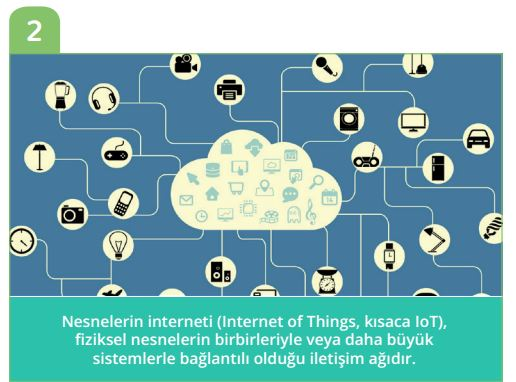 2
Nesnelerin interneti (Internet of Things, kısaca IoT),
fiziksel nesnelerin birbirleriyle veya daha büyük
sistemlerle bağlantılı olduğu iletişim ağıdır.